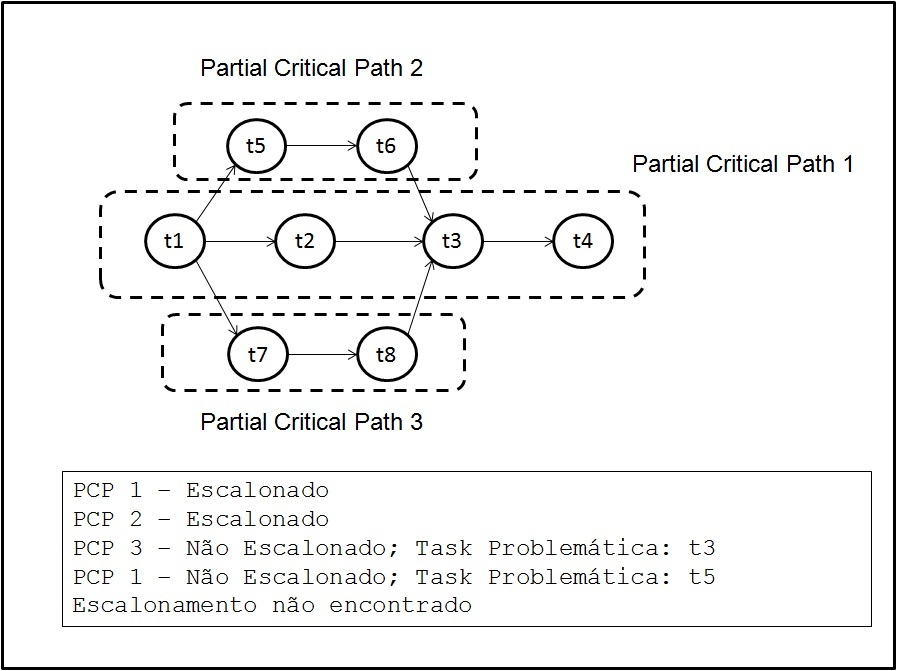 Partial Critical Path 2
t5
t6
Partial Critical Path 1
t1
t2
t3
t4
t7
t8
Partial Critical Path 3
PCP 1 – Escalonado
PCP 2 – Escalonado
PCP 3 – Não Escalonado; Task Problemática: t3
PCP 1 – Não Escalonado; Task Problemática: t5
Escalonamento não encontrado